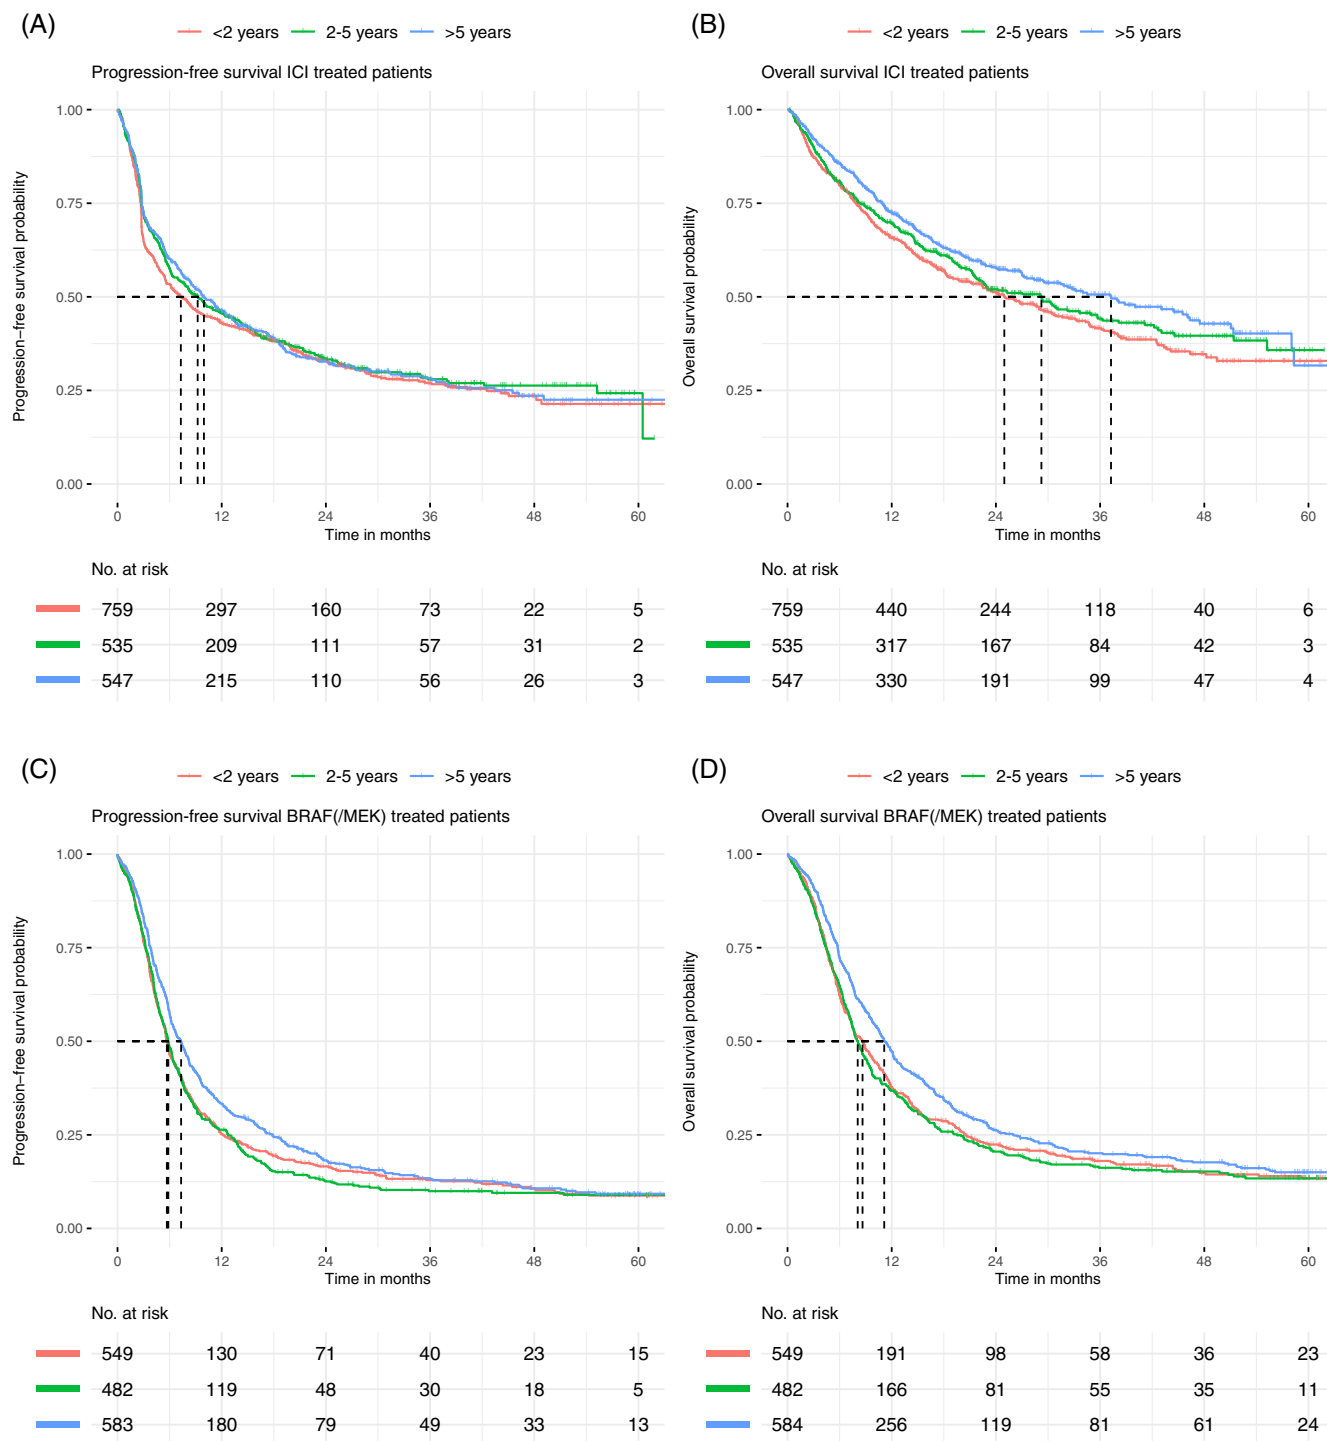 (A)
<2 years 2-5 years >5 years
Progression-free survival ICI treated patients
Progression−free survival probability
1.00
0.75
0.50
0.25
0.00
0 12 24 36 48 60
Time in months
No. at risk
759 297 160 73 22 5
535 209 111 57 31 2
547 215 110 56 26 3
(B)
<2 years 2-5 years >5 years
Overall survival ICI treated patients
Overall survival probability
1.00
0.75
0.50
0.25
0.00
0 12 24 36 48 60
Time in months
No. at risk
759 440 244 118 40 6
535 317 167 84 42 3
547 330 191 99 47 4
(C)
<2 years 2-5 years >5 years
Progression-free survival BRAF(/MEK) treated patients
Progression−free survival probability
1.00
0.75
0.50
0.25
0.00
0 12 24 36 48 60
Time in months
No. at risk
549 130 71 40 23 15
482 119 48 30 18 5
583 180 79 49 33 13
(D)
<2 years 2-5 years >5 years
Overall survival BRAF(/MEK) treated patients
Overall survival probability
1.00
0.75
0.50
0.25
0.00
0 12 24 36 48 60
Time in months
No. at risk
549 191 98 58 36 23
482 166 81 55 35 11
584 256 119 81 61 24